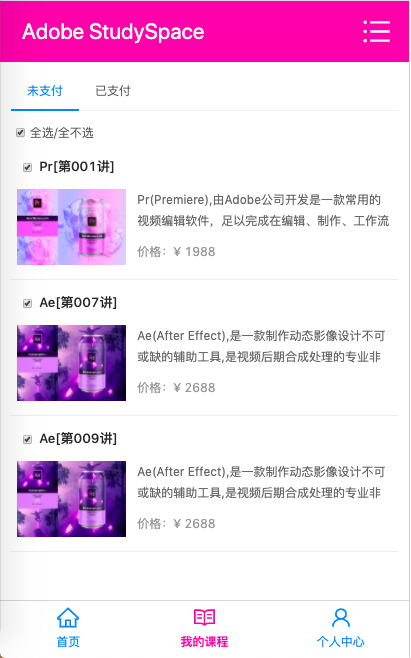 Adobe StudySpace
未支付 已支付
全选/全不选
Pr[第001讲]
Pr(Premiere),由Adobe公司开发是一款常用的
视频编辑软件，足以完成在编辑、制作、工作流
价格：¥ 1988
Ae[第007讲]
Ae(After Effect),是一款制作动态影像设计不可
或缺的辅助工具,是视频后期合成处理的专业非
价格：¥ 2688
Ae[第009讲]
Ae(After Effect),是一款制作动态影像设计不可
或缺的辅助工具,是视频后期合成处理的专业非
价格：¥ 2688
首页 我的课程 个人中心